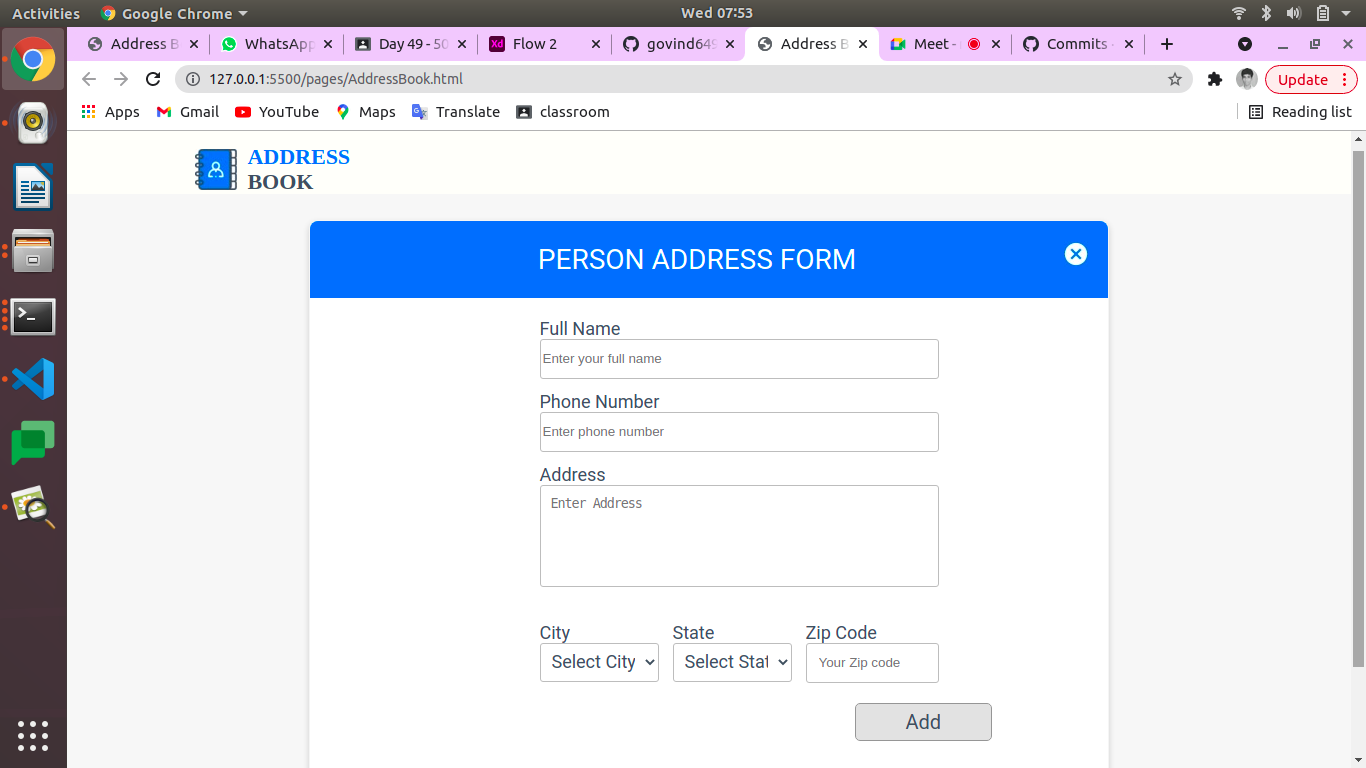 Activities Google Chrome Wed 07:53
Address B WhatsApp Day 49 - 50 Flow 2 govind649 Address B Meet - Commits -
127.0.0.1:5500/pages/AddressBook.html Update
Apps Gmail YouTube Maps Translate classroom Reading list
ADDRESS
BOOK
PERSON ADDRESS FORM
Full Name
Enter your full name
Phone Number
Enter phone number
Address
Enter Address
City State Zip Code
Select City Select Stat Your Zip code
Add